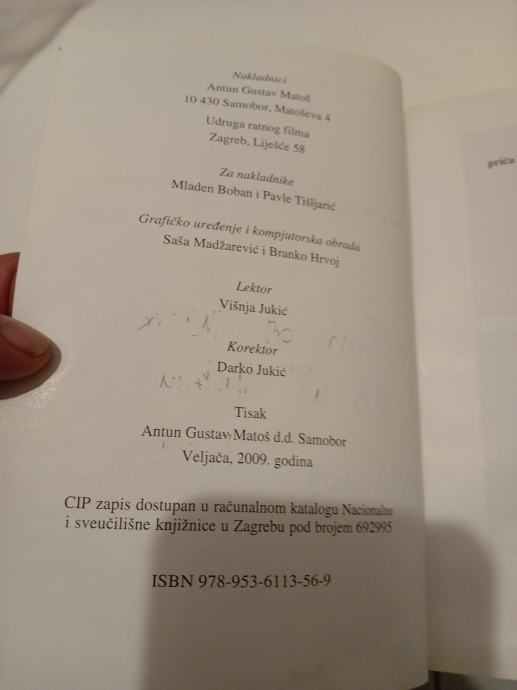 Nakladnici
Antun Gustav Matoš
10 430 Samobor, Matoševa 4
Udruga ratnog filma
Zagreb, Liješće 58
Za nakladnike
Mladen Boban i Pavle Tišljarić
Grafičko uređenje i kompjutorska obrada
Saša Madžarević i Branko Hrvoj
Lektor
Višnja Jukić
Korektor
Darko Jukić
Tisak
Antun Gustav Matoš d.d. Samobor
Veljača, 2009. godina
CIP zapis dostupan u računalnom katalogu Nacionalne
i sveučilišne knjižnice u Zagrebu pod brojem 692995
ISBN 978-953-6113-56-9
priča